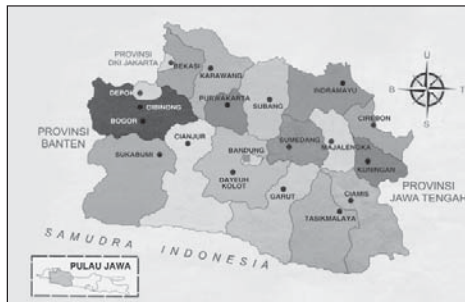 PROVINSI
DKI JAKARTA
BEKASI
KARAWANG
DEPOK
CIBINONG
BOGOR
PURWAKARTA
SUBANG
INDRAMAYU
U
B
T
S
CIREBON
PROVINSI
BANTEN
CIANJUR
SUKABUMI
BANDUNG
SUMEDANG
MAJALENGKA
KUNINGAN
DAYEUH
KOLOT
GARUT
CIAMIS
TASIKMALAYA
PROVINSI
JAWA TENGAH
SAMUDRA INDONESIA
PULAU JAWA